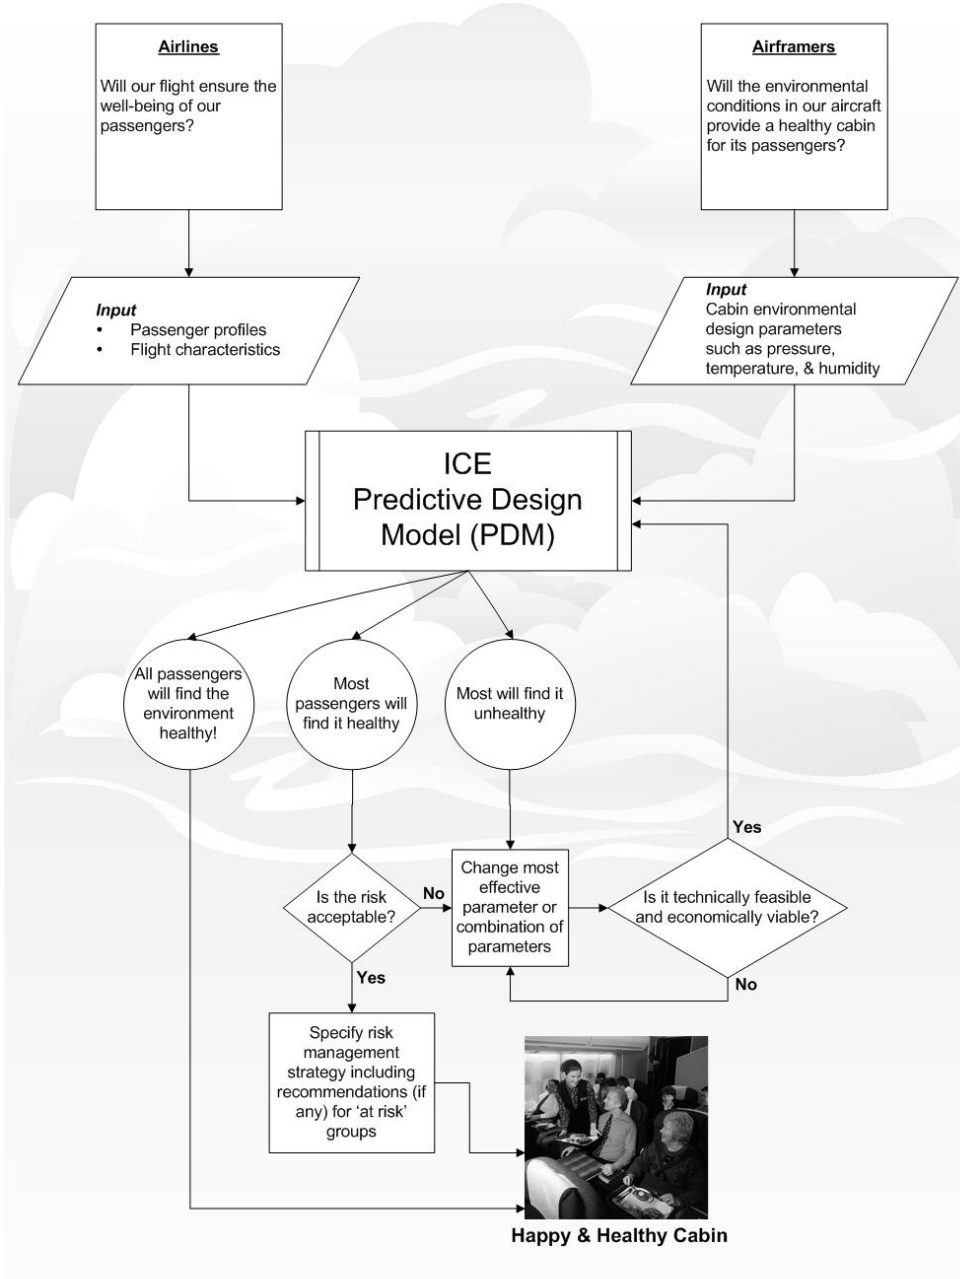 Airlines
Will our flight ensure the
well-being of our
passengers?
Airframers
Will the environmental
conditions in our aircraft
provide a healthy cabin
for its passengers?
Input
• Passenger profiles
• Flight characteristics
Input
Cabin environmental
design parameters
such as pressure,
temperature, & humidity
ICE
Predictive Design
Model (PDM)
All passengers
will find the
environment
healthy!
Most
passengers will
find it healthy
Most will find it
unhealthy
Is the risk
acceptable?
No
Yes
Change most
effective
parameter or
combination of
parameters
Is it technically feasible
and economically viable?
Yes
No
Specify risk
management
strategy including
recommendations (if
any) for ‘at risk’
groups
Happy & Healthy Cabin